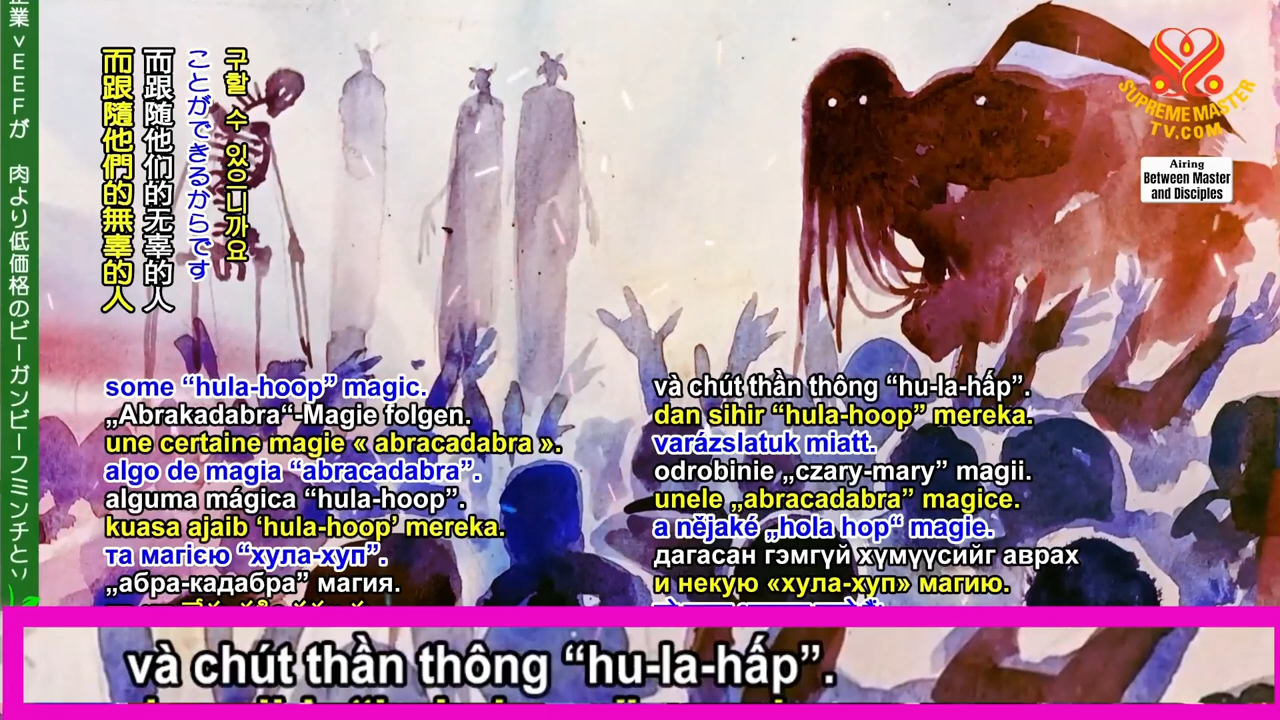 企業 v E E F が　肉より低価格のビーガンビーフミンチとい
而跟隨他們的無辜的人
而跟随他们的无辜的人
ことができるからです
구할 수 있으니까요
SUPREME MASTER
TV.COM
Airing
Between Master
and Disciples
some “hula-hoop” magic.
„Abrakadabra“-Magie folgen.
une certaine magie « abracadabra ».
algo de magia “abracadabra”.
alguma mágica “hula-hoop”.
kuasa ajaib ‘hula-hoop’ mereka.
та магією “хула-хуп”.
„абра-кадабра” магия.
và chút thần thông “hu-la-hấp”.
dan sihir “hula-hoop” mereka.
varázslatuk miatt.
odrobinie „czary-mary” magii.
unele „abracadabra” magice.
a nějaké „hola hop“ magie.
дагасан гэмгүй хүмүүсийг аврах
и некую «хула-хуп» магию.
và chút thần thông “hu-la-hấp”.